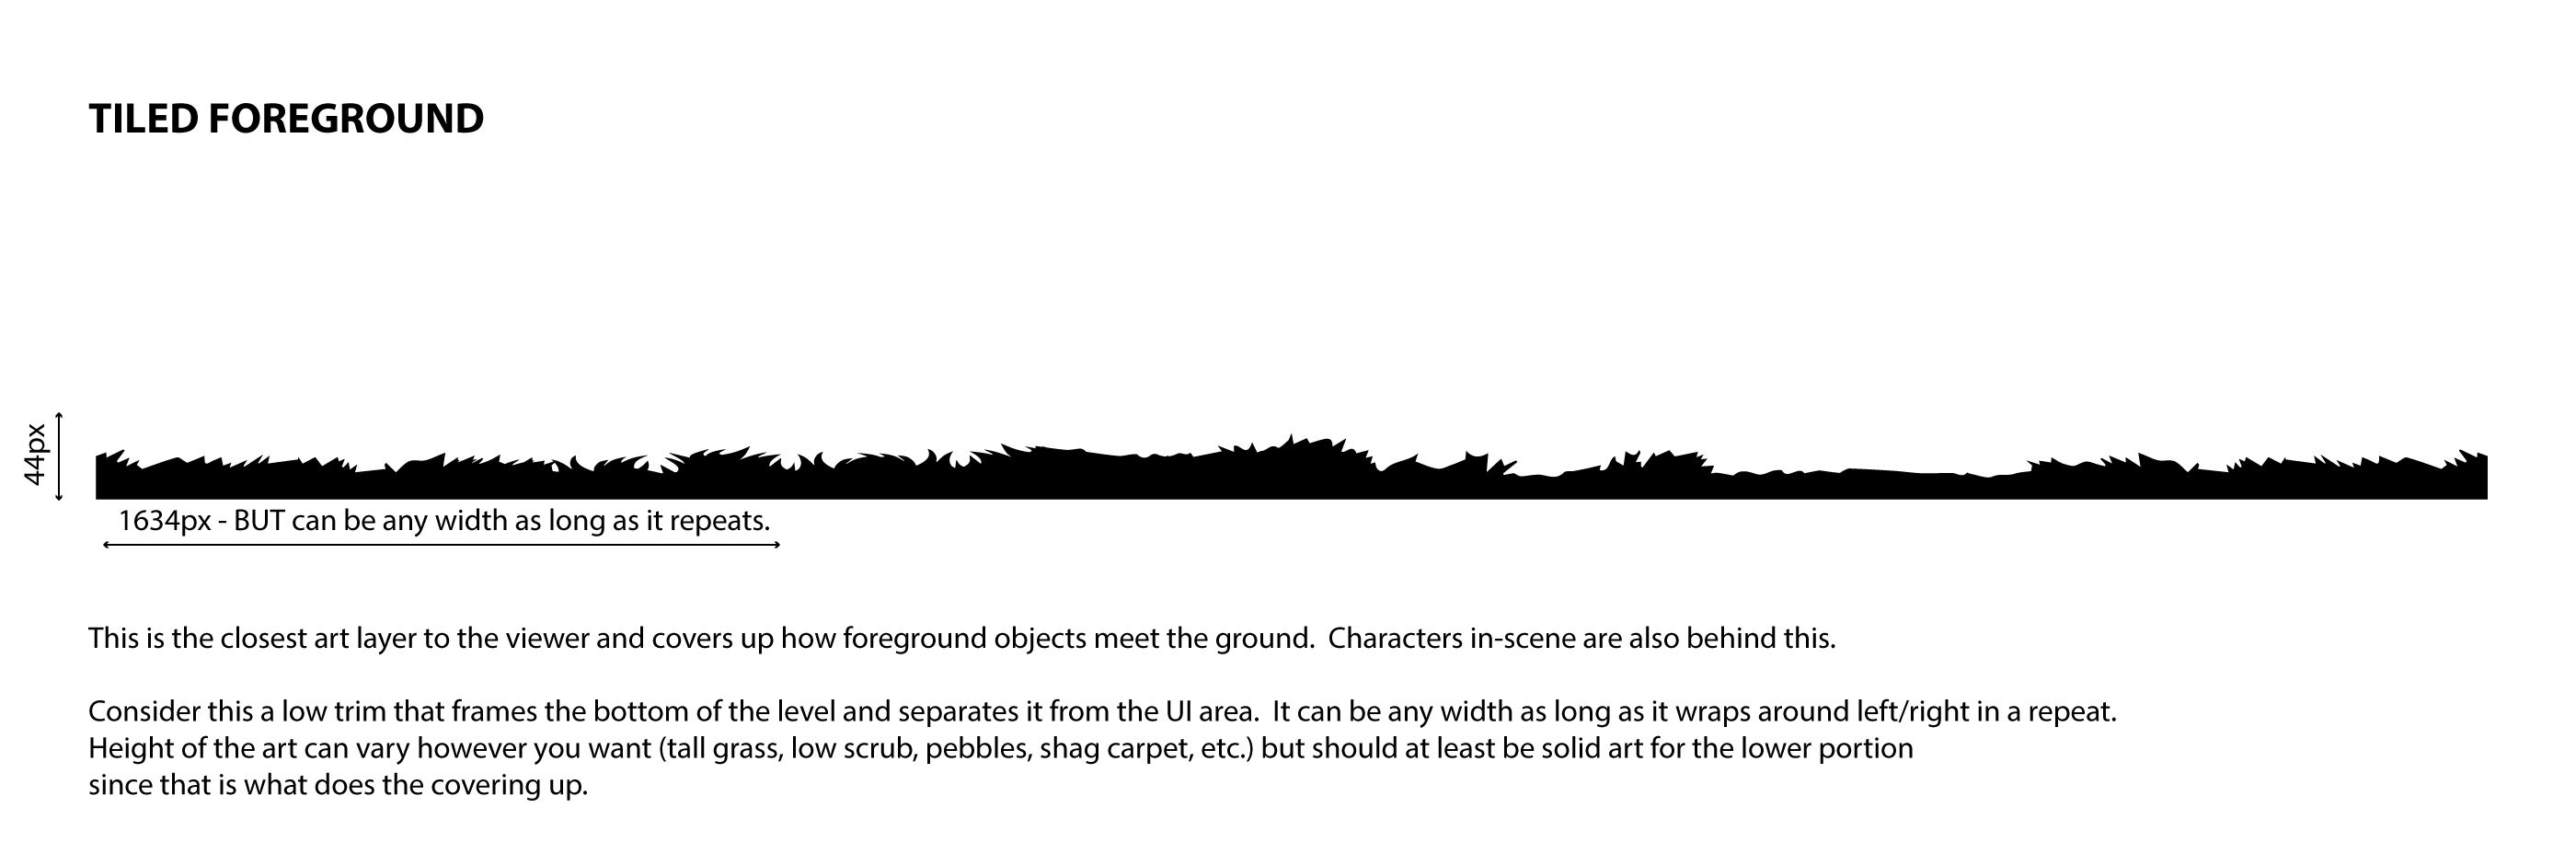 TILED FOREGROUND
44px
1634px - BUT can be any width as long as it repeats.
This is the closest art layer to the viewer and covers up how foreground objects meet the ground.  Characters in-scene are also behind this.
Consider this a low trim that frames the bottom of the level and separates it from the UI area.  It can be any width as long as it wraps around left/right in a repeat.
Height of the art can vary however you want (tall grass, low scrub, pebbles, shag carpet, etc.) but should at least be solid art for the lower portion
since that is what does the covering up.